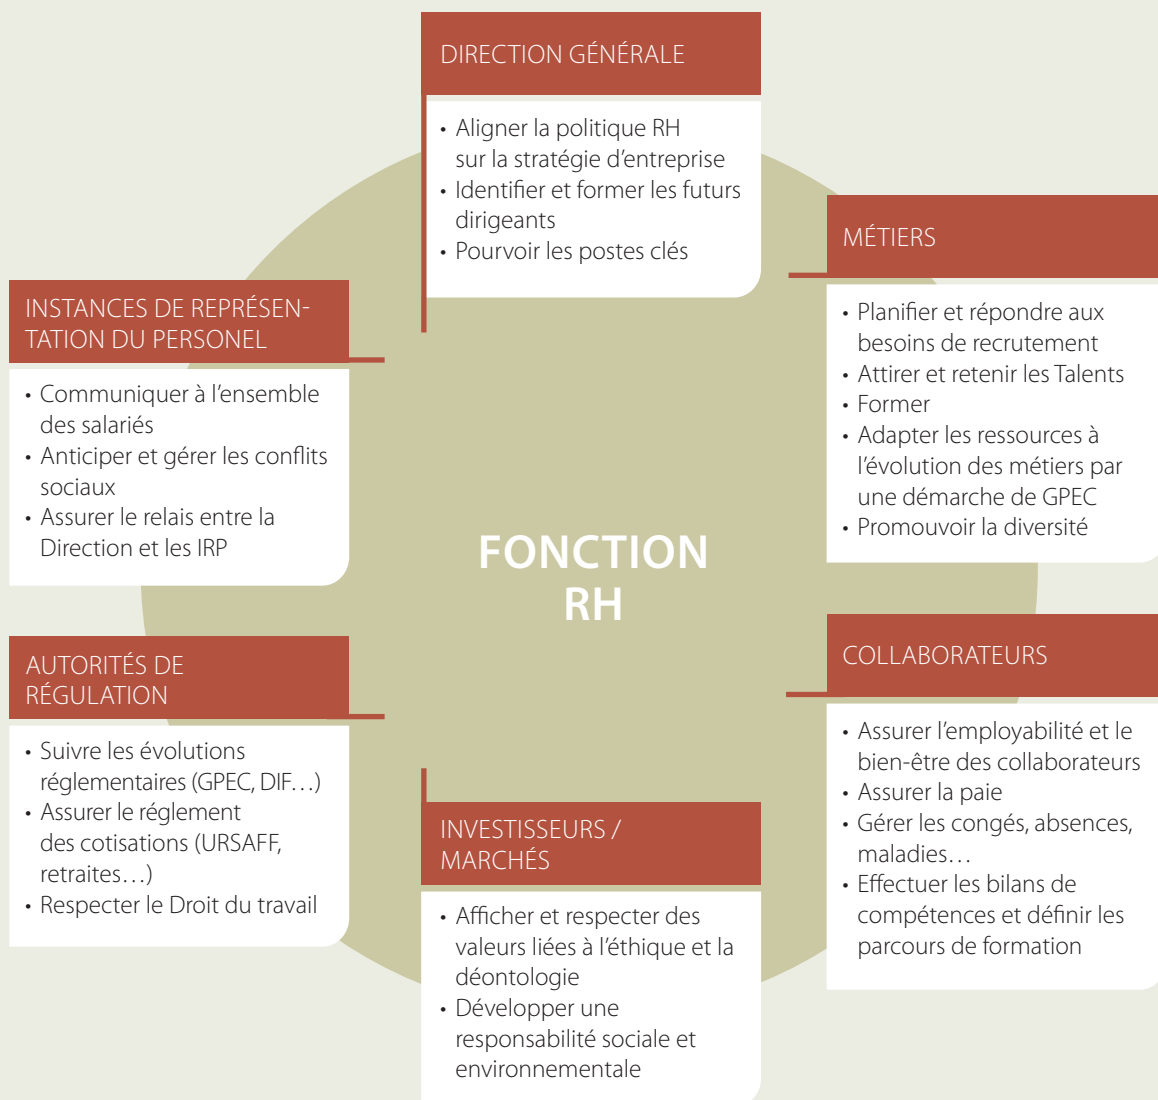 DIRECTION GÉNÉRALE
• Aligner la politique RH
sur la stratégie d'entreprise
• Identifier et former les futurs
dirigeants
• Pourvoir les postes clés
MÉTIERS
• Planifier et répondre aux
besoins de recrutement
• Attirer et retenir les Talents
• Former
• Adapter les ressources à
l'évolution des métiers par
une démarche de GPEC
• Promouvoir la diversité
INSTANCES DE REPRÉSEN-
TATION DU PERSONEL
• Communiquer à l'ensemble
des salariés
• Anticiper et gérer les conflits
sociaux
• Assurer le relais entre la
Direction et les IRP
FONCTION
RH
AUTORITÉS DE
RÉGULATION
• Suivre les évolutions
réglementaires (GPEC, DIF…)
• Assurer le réglement
des cotisations (URSAFF,
retraites…)
• Respecter le Droit du travail
COLLABORATEURS
• Assurer l'employabilité et le
bien-être des collaborateurs
• Assurer la paie
• Gérer les congés, absences,
maladies…
• Effectuer les bilans de
compétences et définir les
parcours de formation
INVESTISSEURS /
MARCHÉS
• Afficher et respecter des
valeurs liées à l'éthique et la
déontologie
• Développer une
responsabilité sociale et
environnementale